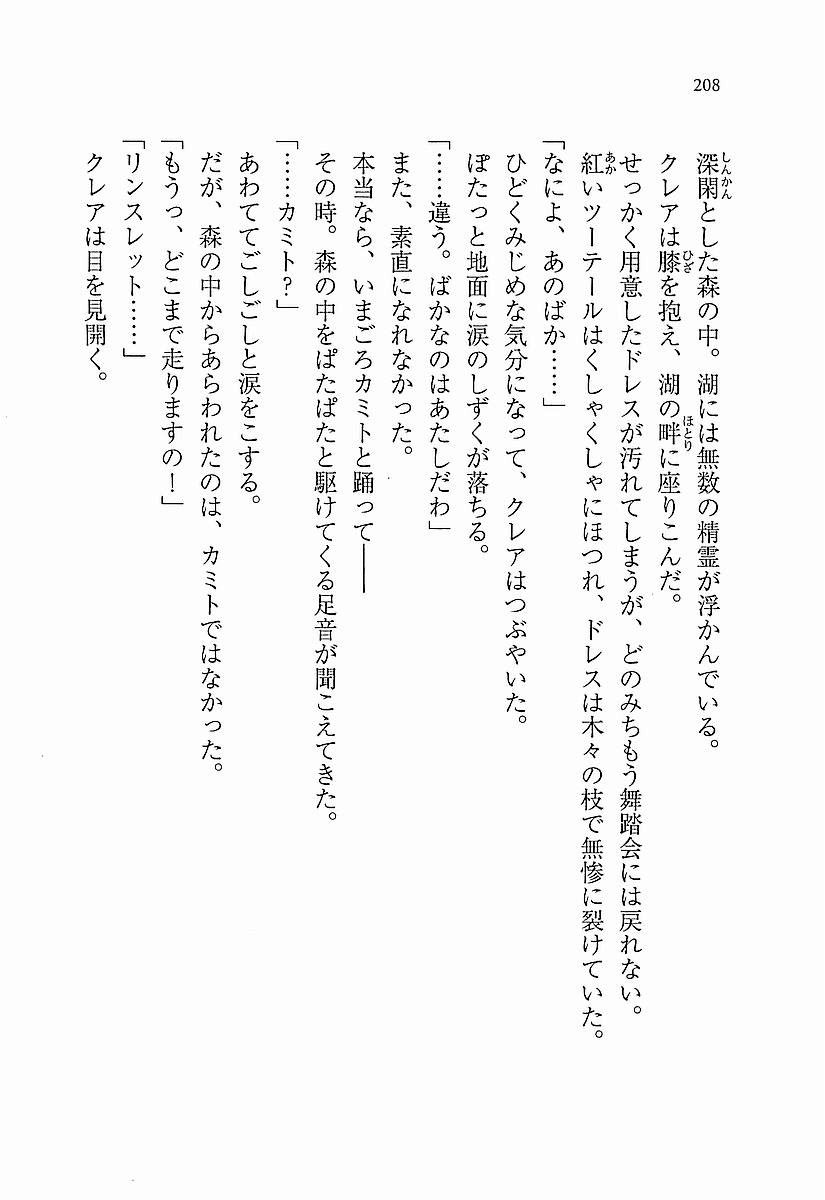 208
深閑とした森の中。湖には無数の精霊が浮かんでいる。
クレアは膝を抱え、湖の畔に座りこんだ。
せっかく用意したドレスが汚れてしまうが、どのみちもう舞踏会には戻れない。
紅いツーテールはくしゃくしゃにほつれ、ドレスは木々の枝で無惨に裂けていた。
「なによ、あのばか……」
ひどくみじめな気分になって、クレアはつぶやいた。
ぽたっと地面に涙のしずくが落ちる。
「……違う。ばかなのはあたしだわ」
また、素直になれなかった。
本当なら、いまごろカミトと踊って――
その時。森の中をぱたぱたと駆けてくる足音が聞こえてきた。
「……カミト?」
あわててごしごしと涙をこする。
だが、森の中からあらわれたのは、カミトではなかった。
「もうっ、どこまで走りますの!」
「リンスレット……」
クレアは目を見開く。